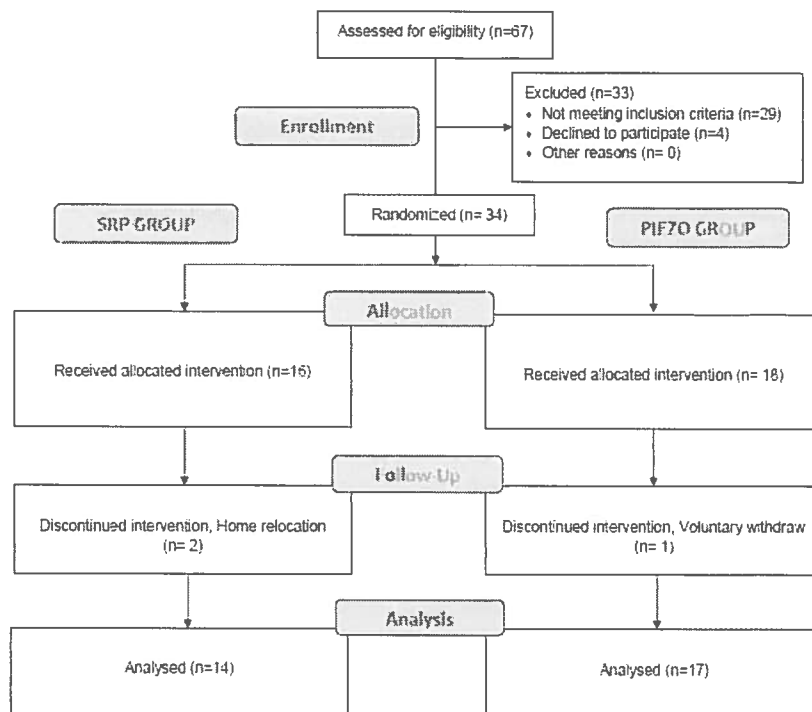 Assessed for eligibility (n=67)
Excluded (n=33)
• Not meeting inclusion criteria (n=29)
• Declined to participate (n=4)
• Other reasons (n= 0)
Enrollment
Randomized (n= 34)
SRP GROUP
PIEZO GROUP
Allocation
Received allocated intervention (n=16)
Received allocated intervention (n= 18)
Follow-Up
Discontinued intervention, Home relocation
(n= 2)
Discontinued intervention, Voluntary withdraw
(n= 1)
Analysis
Analysed (n=14)
Analysed (n=17)